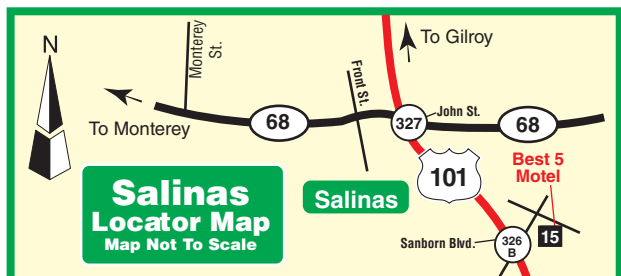 N
Monterey
St.
To Gilroy
Front St.
To Monterey
68
327
John St.
68
101
Best 5
Motel
Salinas
Locator Map
Map Not To Scale
Salinas
Sanborn Blvd.
326
B
15